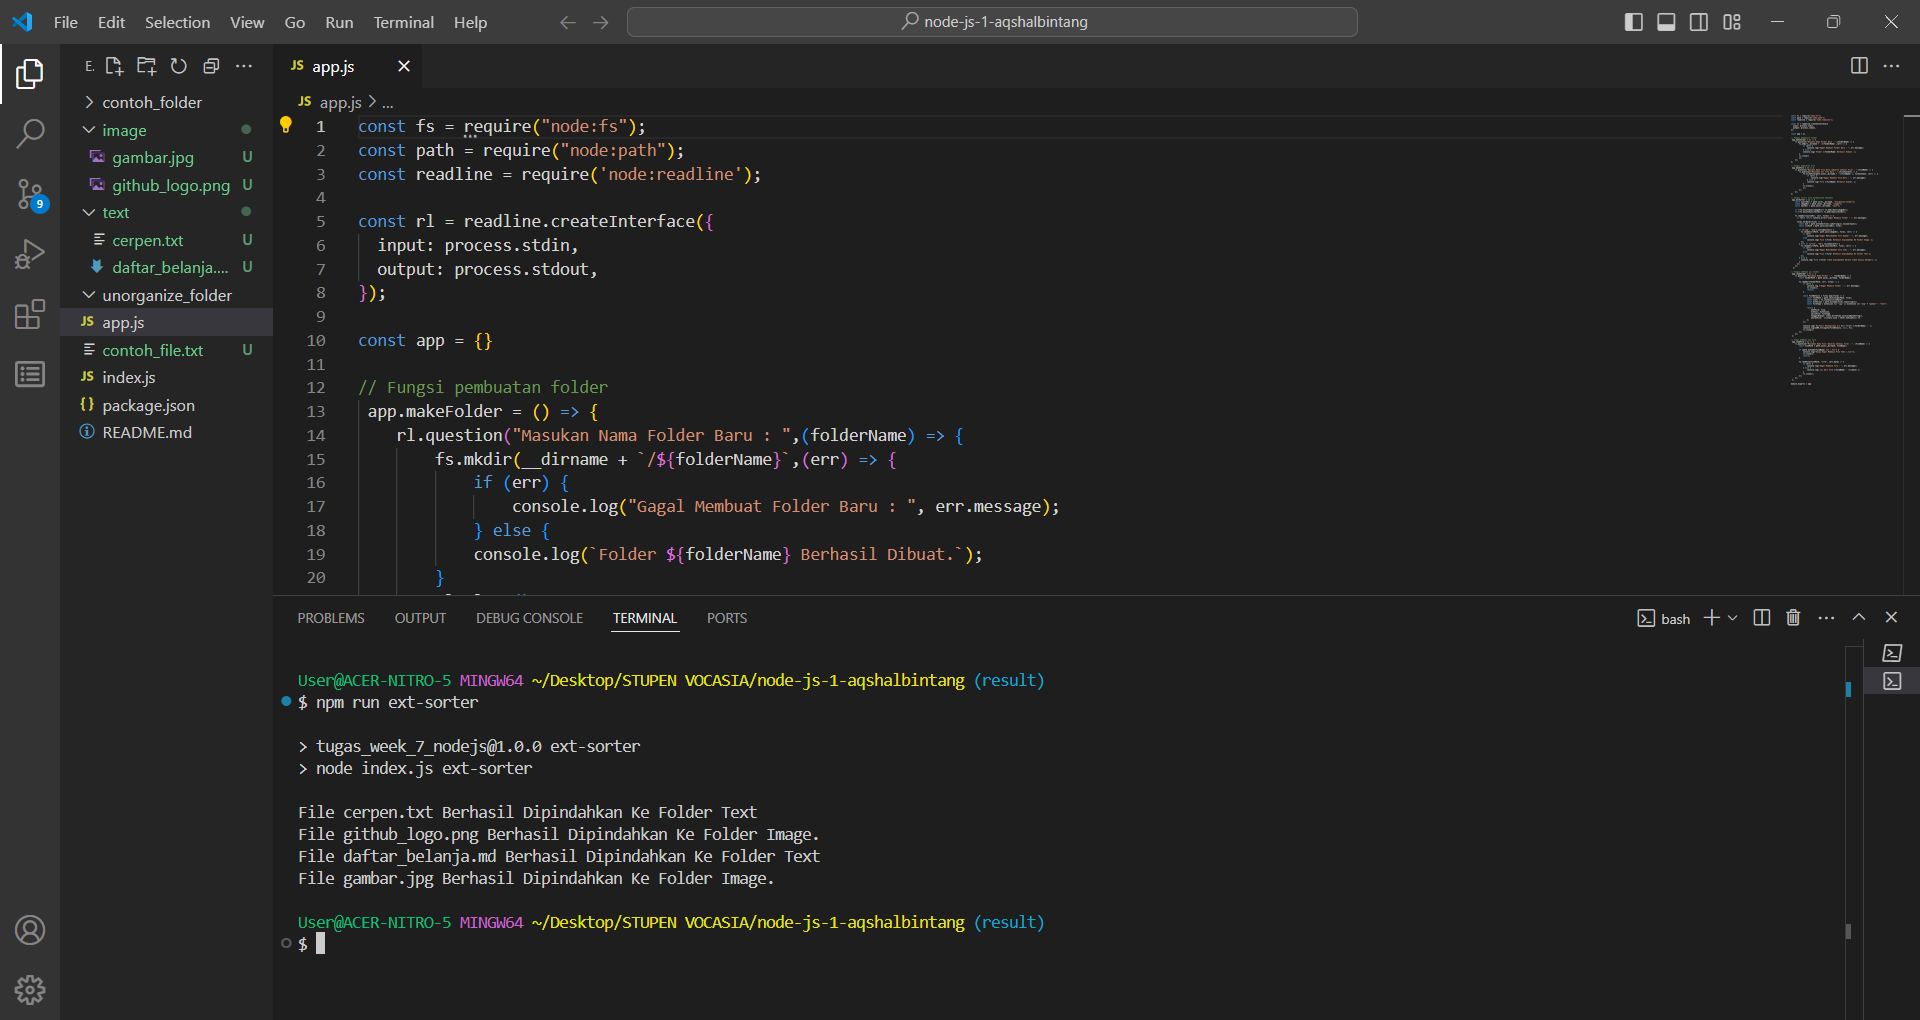 File Edit Selection View Go Run Terminal Help
node-js-1-aqshalbintang
E.
contoh_folder
image
gambar.jpg U
github_logo.png U
text
cerpen.txt U
daftar_belanja.... U
unorganize_folder
JS app.js
contoh_file.txt U
JS index.js
{} package.json
README.md
9
JS app.js
JS app.js > ...
1 const fs = require("node:fs");
2 const path = require("node:path");
3 const readline = require('node:readline');
4
5 const rl = readline.createInterface({
6 input: process.stdin,
7 output: process.stdout,
8 });
9
10 const app = {}
11
12 // Fungsi pembuatan folder
13 app.makeFolder = () => {
14 rl.question("Masukan Nama Folder Baru : ",(folderName) => {
15 fs.mkdir(__dirname + `/${folderName}`,(err) => {
16 if (err) {
17 console.log("Gagal Membuat Folder Baru : ", err.message);
18 } else {
19 console.log(`Folder ${folderName} Berhasil Dibuat.`);
20 }
PROBLEMS OUTPUT DEBUG CONSOLE TERMINAL PORTS
bash
User@ACER-NITRO-5 MINGW64 ~/Desktop/STUPEN VOCASIA/node-js-1-aqshalbintang (result)
$ npm run ext-sorter
> tugas_week_7_nodejs@1.0.0 ext-sorter
> node index.js ext-sorter
File cerpen.txt Berhasil Dipindahkan Ke Folder Text
File github_logo.png Berhasil Dipindahkan Ke Folder Image.
File daftar_belanja.md Berhasil Dipindahkan Ke Folder Text
File gambar.jpg Berhasil Dipindahkan Ke Folder Image.
User@ACER-NITRO-5 MINGW64 ~/Desktop/STUPEN VOCASIA/node-js-1-aqshalbintang (result)
$